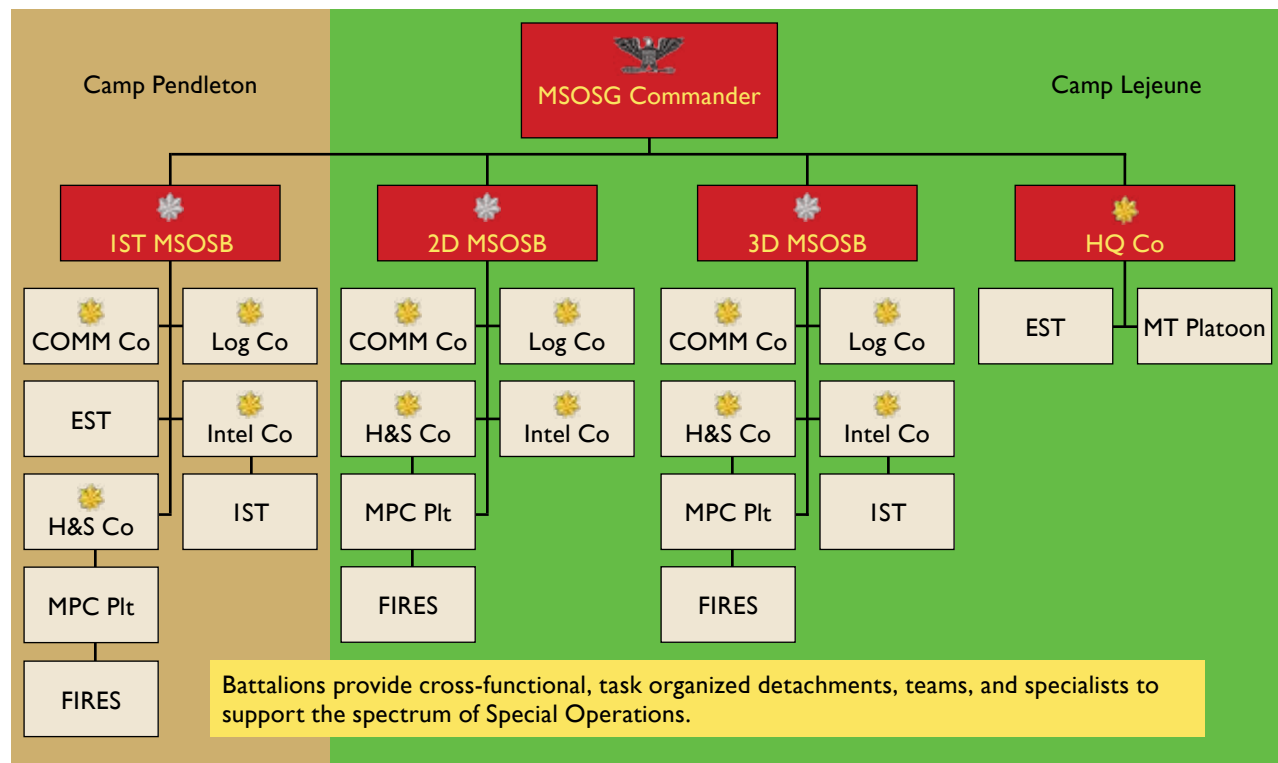 Camp Pendleton
MSOSG Commander
Camp Lejeune
1ST MSOSB
2D MSOSB
3D MSOSB
HQ Co
COMM Co
Log Co
COMM Co
Log Co
COMM Co
Log Co
EST
MT Platoon
EST
Intel Co
H&S Co
Intel Co
H&S Co
Intel Co
H&S Co
IST
MPC Plt
MPC Plt
IST
MPC Plt
FIRES
FIRES
FIRES
Battalions provide cross-functional, task organized detachments, teams, and specialists to
support the spectrum of Special Operations.